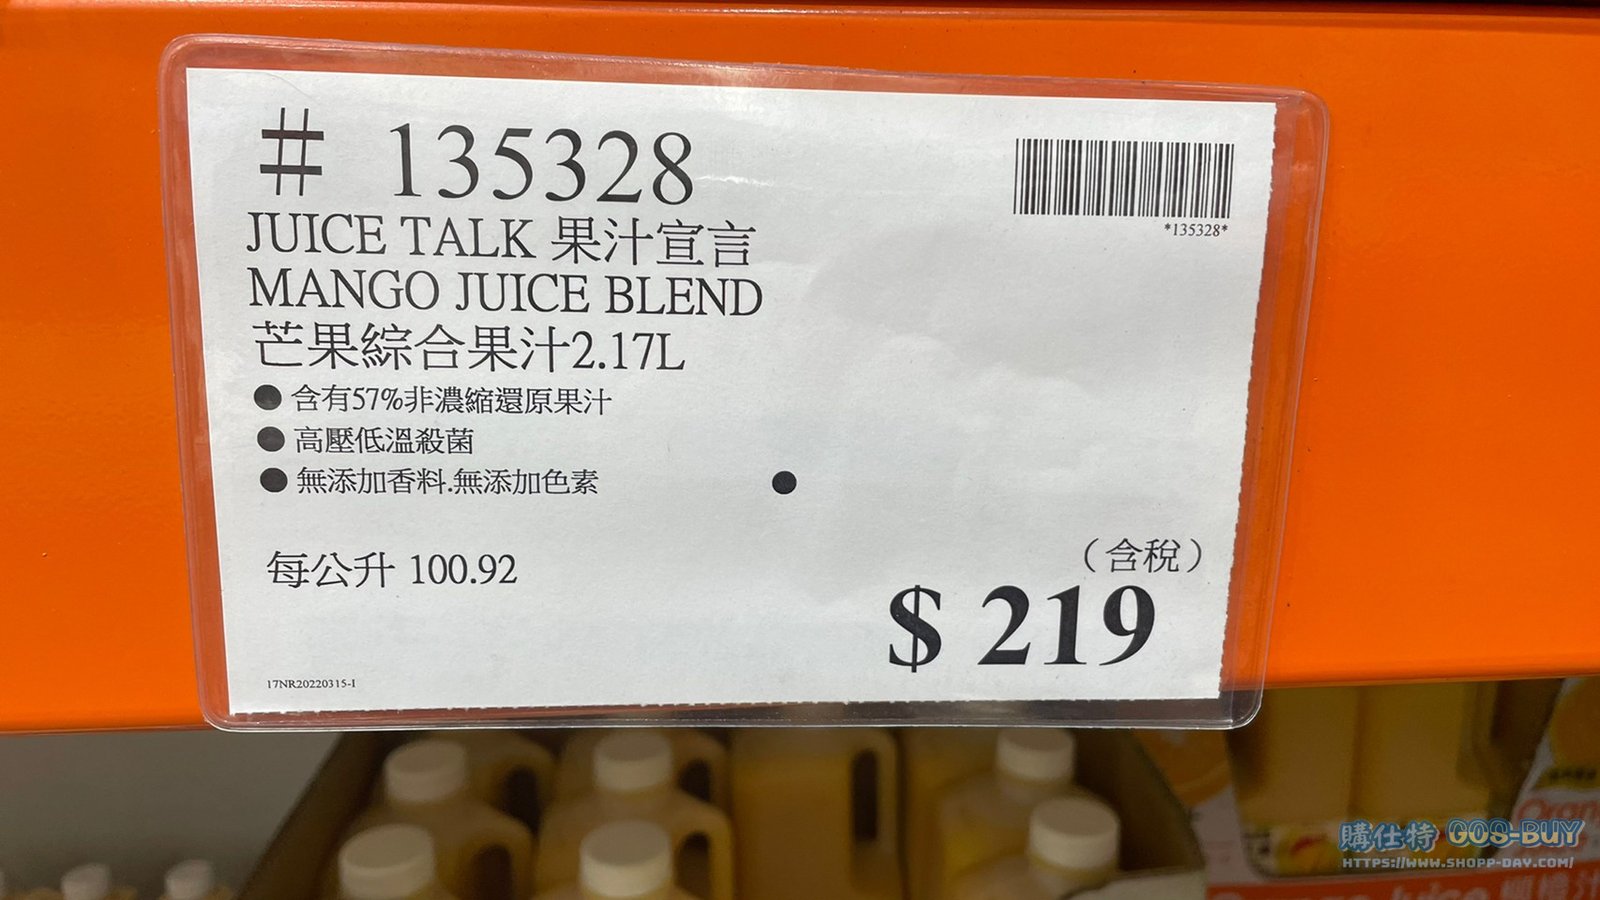 # 135328
*135328*
JUICE TALK 果汁宣言
MANGO JUICE BLEND
芒果綜合果汁2.17L
● 含有57%非濃縮還原果汁
● 高壓低溫殺菌
● 無添加香料.無添加色素
●
每公升 100.92
（含稅）
$ 219
17NR20220315-I
購仕特 GOS-BUY
HTTPS://WWW.SHOPP-DAY.COM/